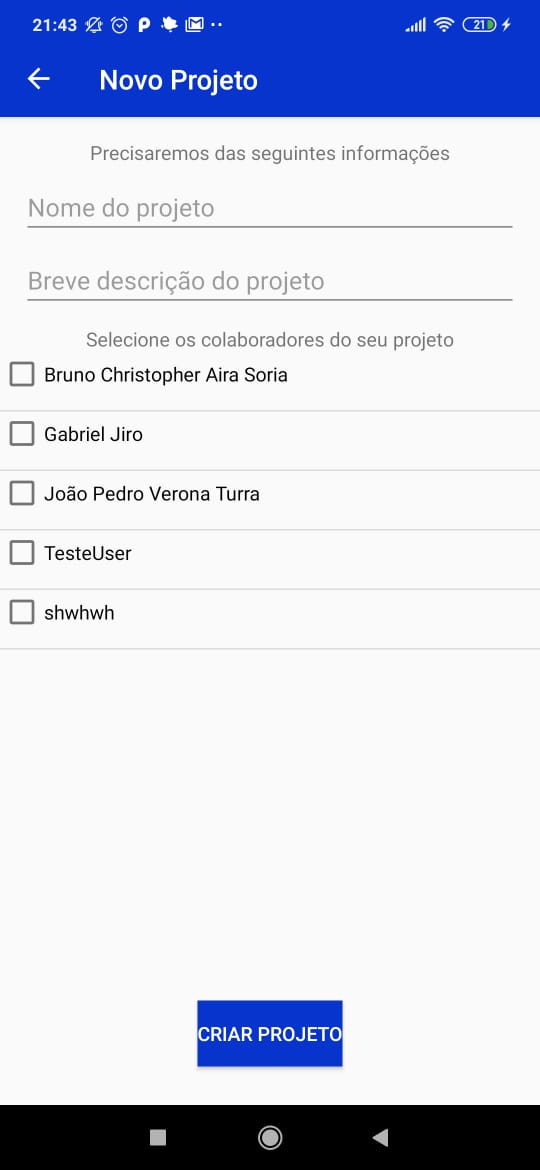 21:43
21
Novo Projeto
Precisaremos das seguintes informações
Nome do projeto
Breve descrição do projeto
Selecione os colaboradores do seu projeto
Bruno Christopher Aira Soria
Gabriel Jiro
João Pedro Verona Turra
TesteUser
shwhwh
CRIAR PROJETO